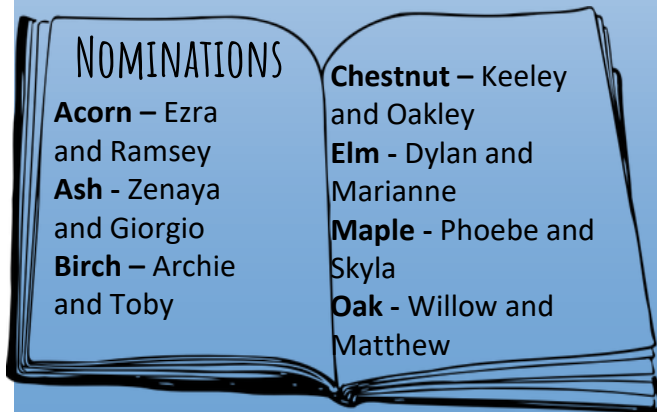 NOMINATIONS
Acorn – Ezra
and Ramsey
Ash - Zenaya
and Giorgio
Birch – Archie
and Toby
Chestnut – Keeley
and Oakley
Elm - Dylan and
Marianne
Maple - Phoebe and
Skyla
Oak - Willow and
Matthew